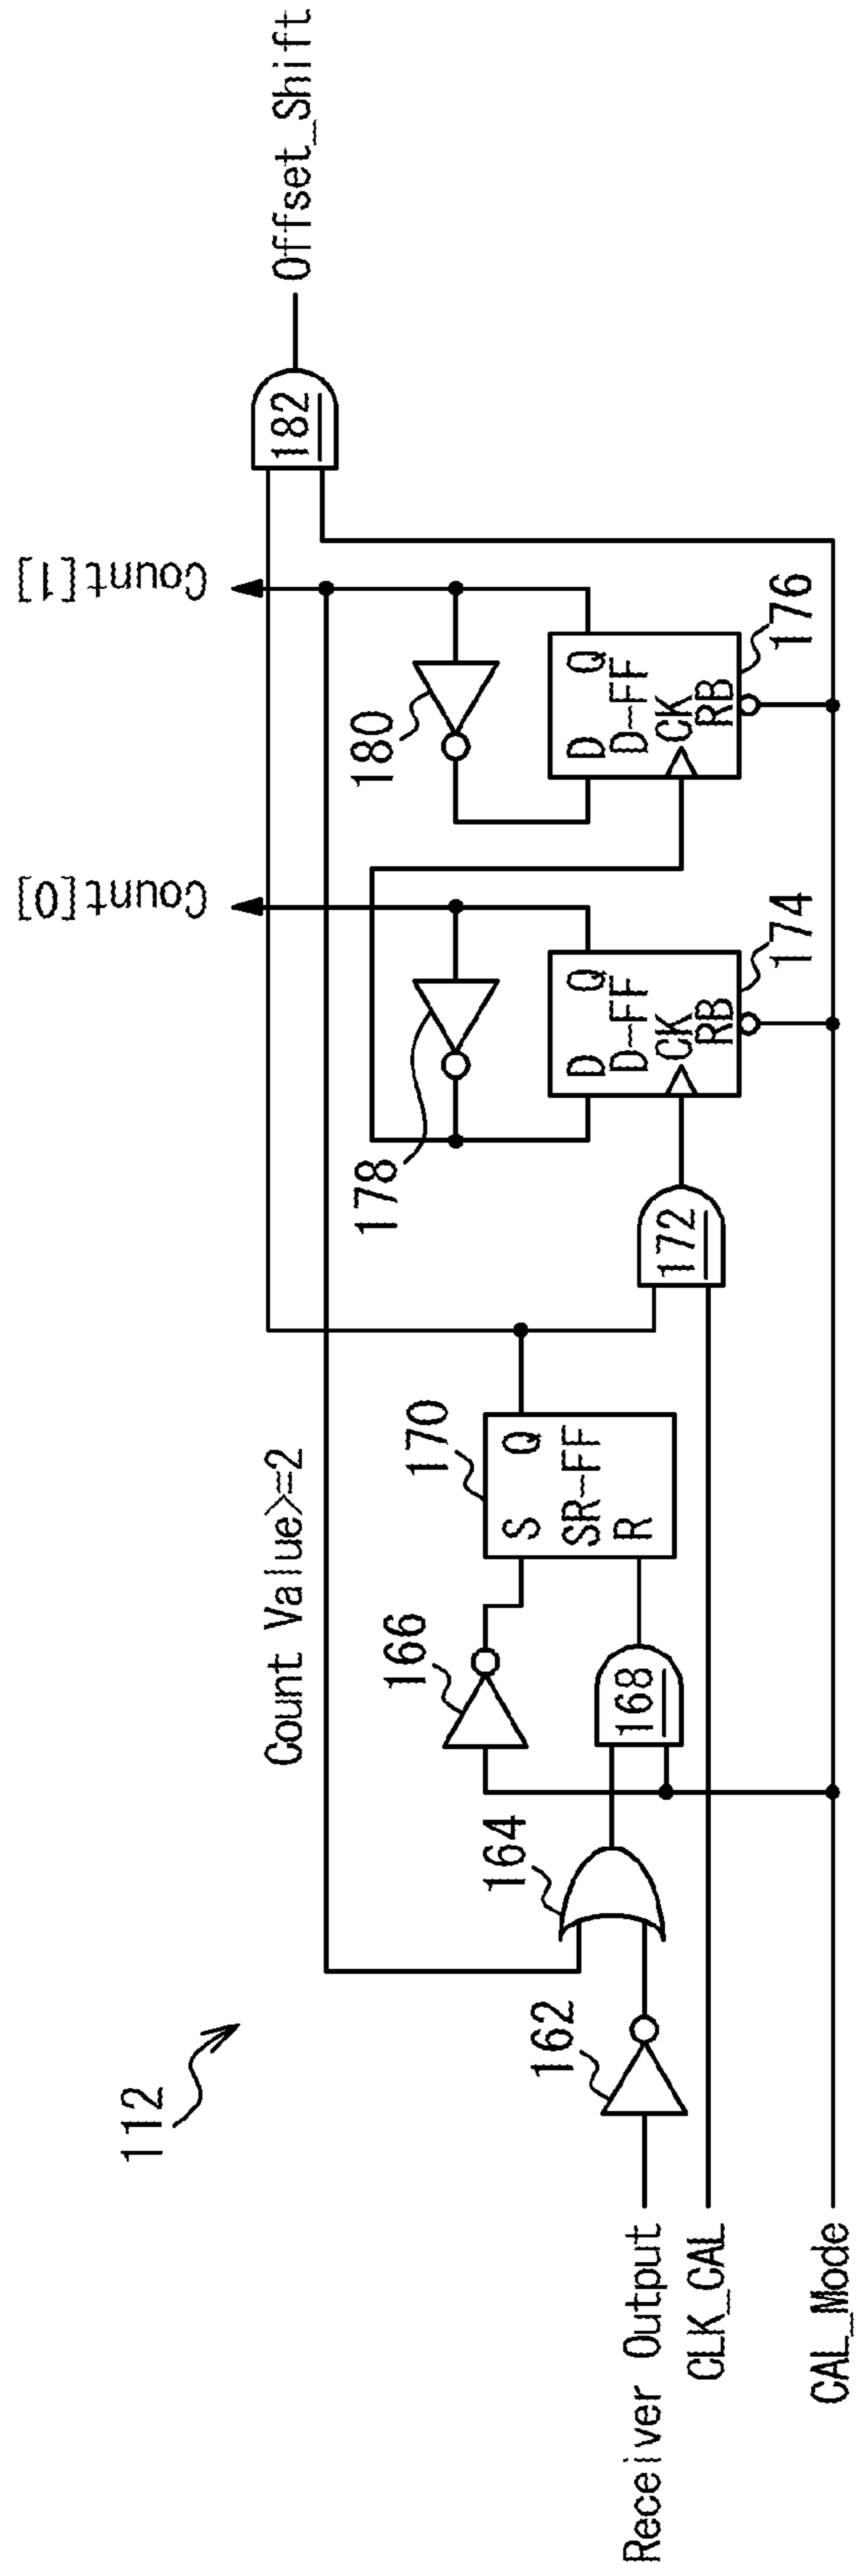 112
Receiver Output
CLK_CAL
CAL_Mode
162
164
166
168
Count Value>=2
170
S Q
SR-FF
R
172
178
Count[0]
D Q
D-FF
CK
RB
174
180
Count[1]
D Q
D-FF
CK
RB
176
182
Offset_Shift